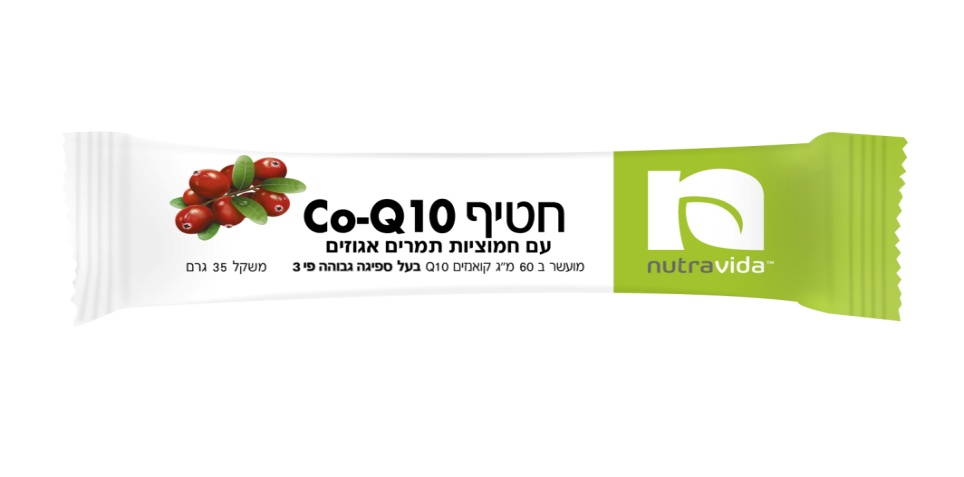 חטיף Co-Q10
עם חמוציות תמרים אגוזים
מועשר ב 60 מ״ג קואנזים Q10 בעל ספיגה גבוהה פי 3
משקל 35 גרם
nutravida™